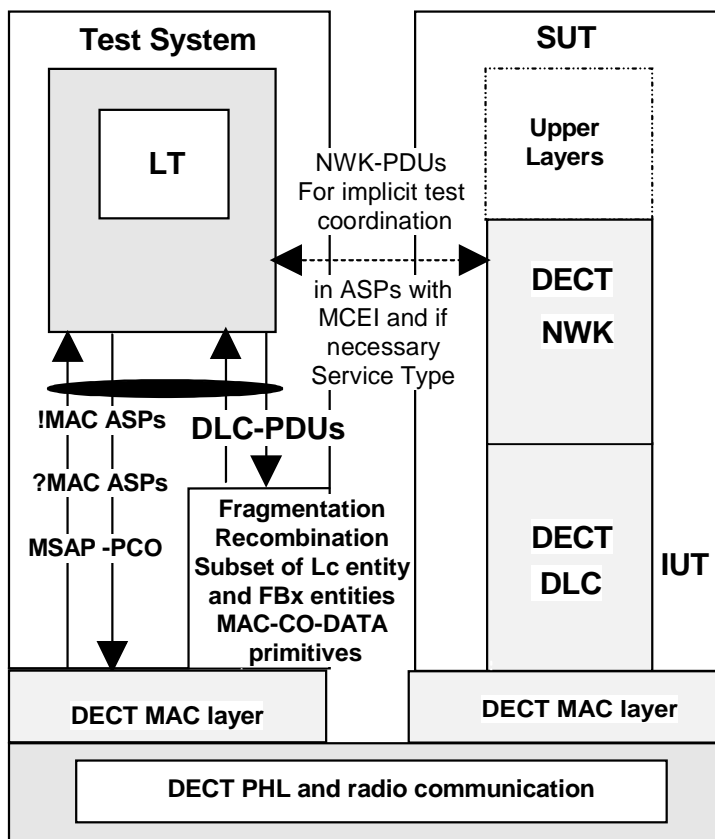 Test System
SUT
LT
Upper
Layers
NWK-PDUs
For implicit test
coordination
in ASPs with
MCEI and if
necessary
Service Type
DECT
NWK
!MAC ASPs
?MAC ASPs
MSAP -PCO
DLC-PDUs
Fragmentation
Recombination
Subset of Lc entity
and FBx entities
MAC-CO-DATA
primitives
DECT
DLC
IUT
DECT MAC layer
DECT MAC layer
DECT PHL and radio communication